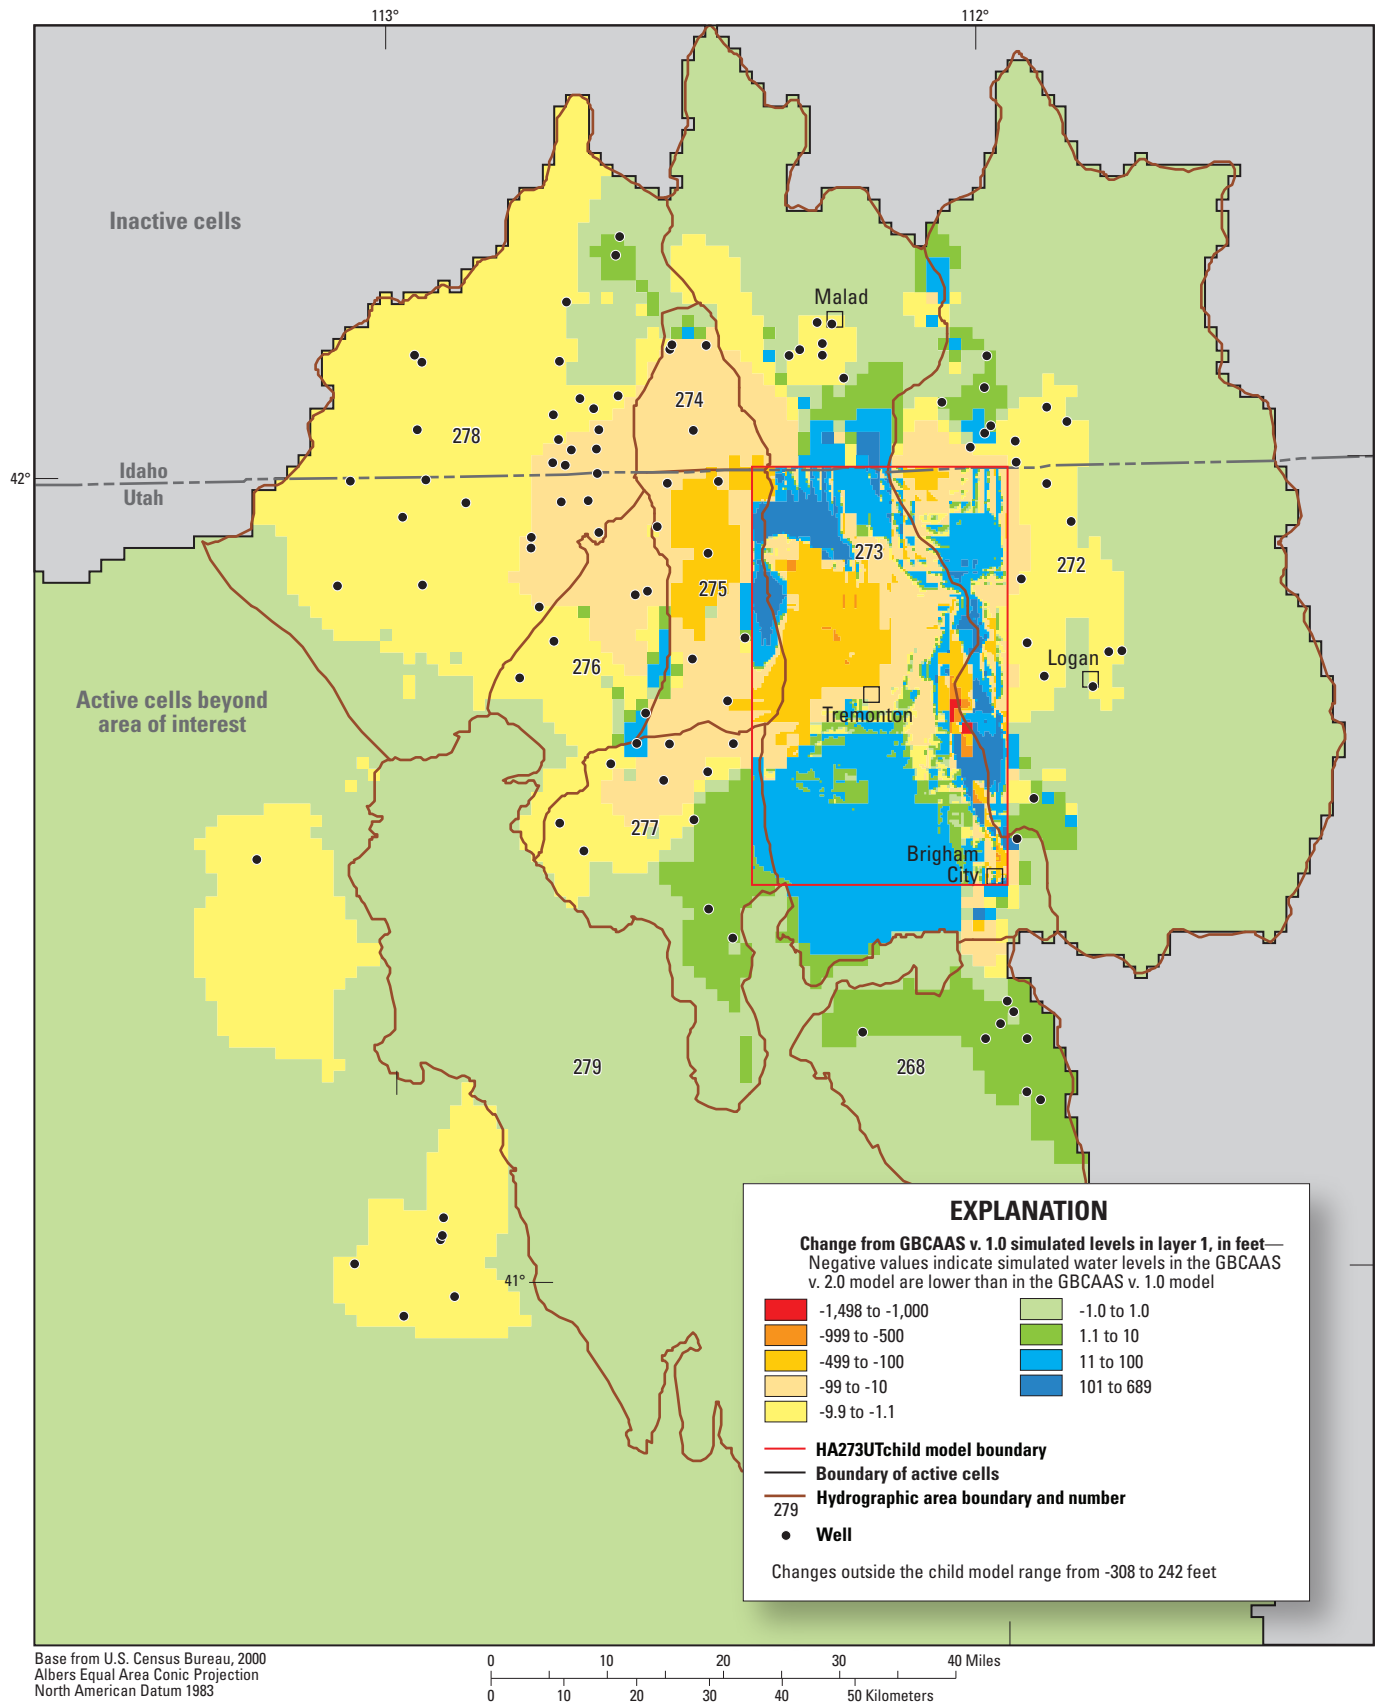 113°
112°
Inactive cells
Malad
274
278
42°
Idaho
Utah
273
272
275
276
Logan
Active cells beyond
area of interest
Tremonton
277
Brigham
City
279
268
41°
EXPLANATION
Change from GBCAAS v. 1.0 simulated levels in layer 1, in feet—
Negative values indicate simulated water levels in the GBCAAS
v. 2.0 model are lower than in the GBCAAS v. 1.0 model
-1,498 to -1,000
-999 to -500
-499 to -100
-99 to -10
-9.9 to -1.1
-1.0 to 1.0
1.1 to 10
11 to 100
101 to 689
HA273UTchild model boundary
Boundary of active cells
Hydrographic area boundary and number
279
Well
Changes outside the child model range from -308 to 242 feet
Base from U.S. Census Bureau, 2000
Albers Equal Area Conic Projection
North American Datum 1983
0 10 20 30 40 Miles
0 10 20 30 40 50 Kilometers